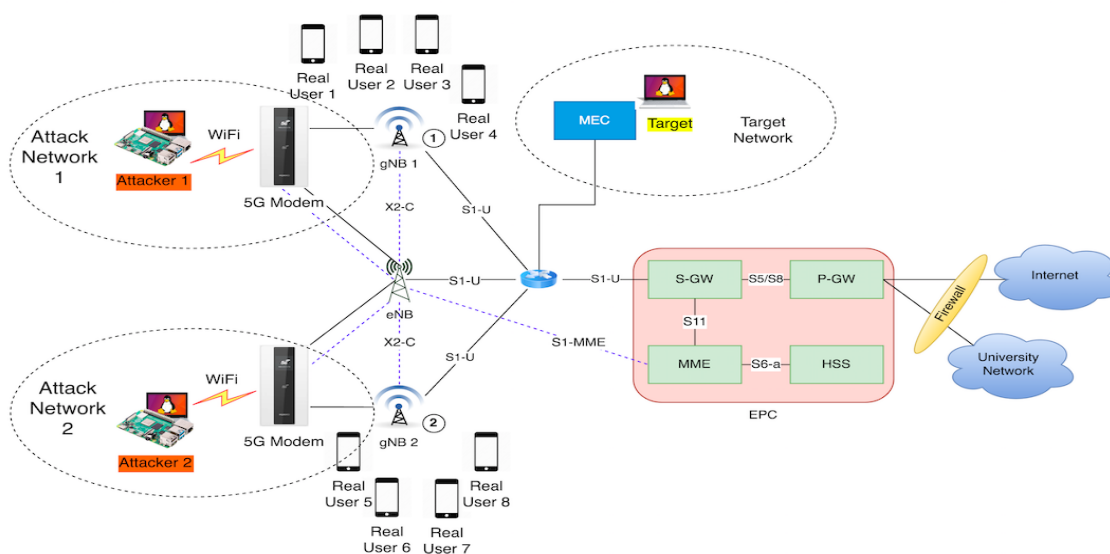 Real
User 1
Real
User 2
Real
User 3
Real
User 4
Attack
Network
1
WiFi
Attacker 1
5G Modem
1
gNB 1
MEC
Target
Target
Network
X2-C
S1-U
S1-U
eNB
S1-U
S-GW
S5/S8
P-GW
S11
MME
S6-a
HSS
EPC
Firewall
Internet
University
Network
X2-C
S1-U
S1-MME
Attack
Network
2
WiFi
Attacker 2
5G Modem
2
gNB 2
Real
User 5
Real
User 6
Real
User 7
Real
User 8